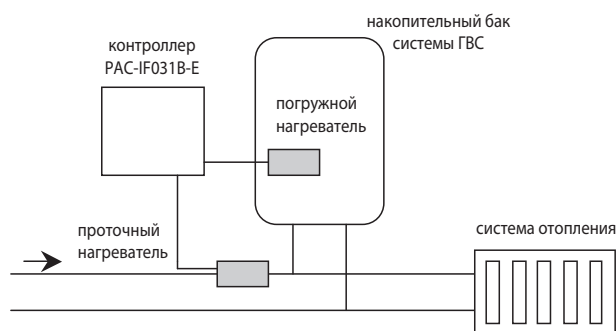 накопительный бак
системы ГВС
контроллер
PAC-IF031B-E
погружной
нагреватель
проточный
нагреватель
система отопления